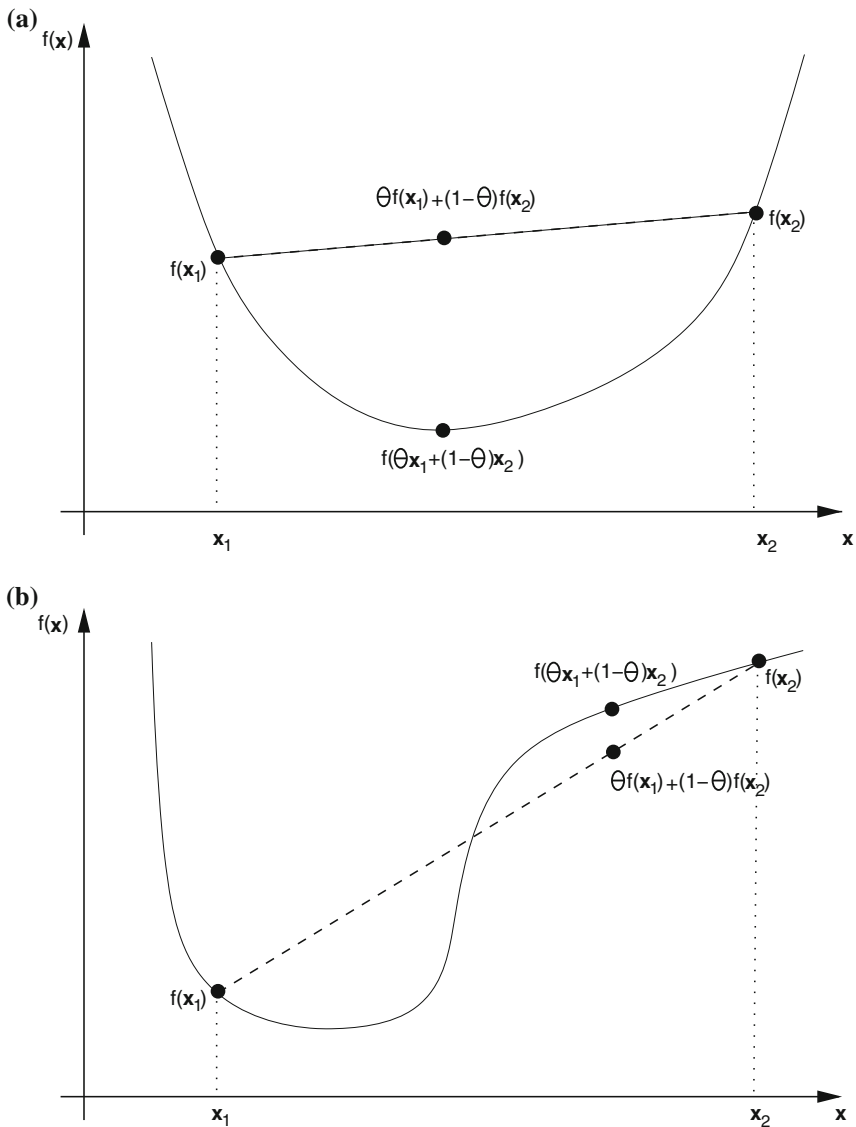 (a)
f(x)
θf(x₁)+(1−θ)f(x₂)
f(x₂)
f(x₁)
f(θx₁+(1−θ)x₂)
x₁
x₂
x
(b)
f(x)
f(θx₁+(1−θ)x₂)
f(x₂)
θf(x₁)+(1−θ)f(x₂)
f(x₁)
x₁
x₂
x